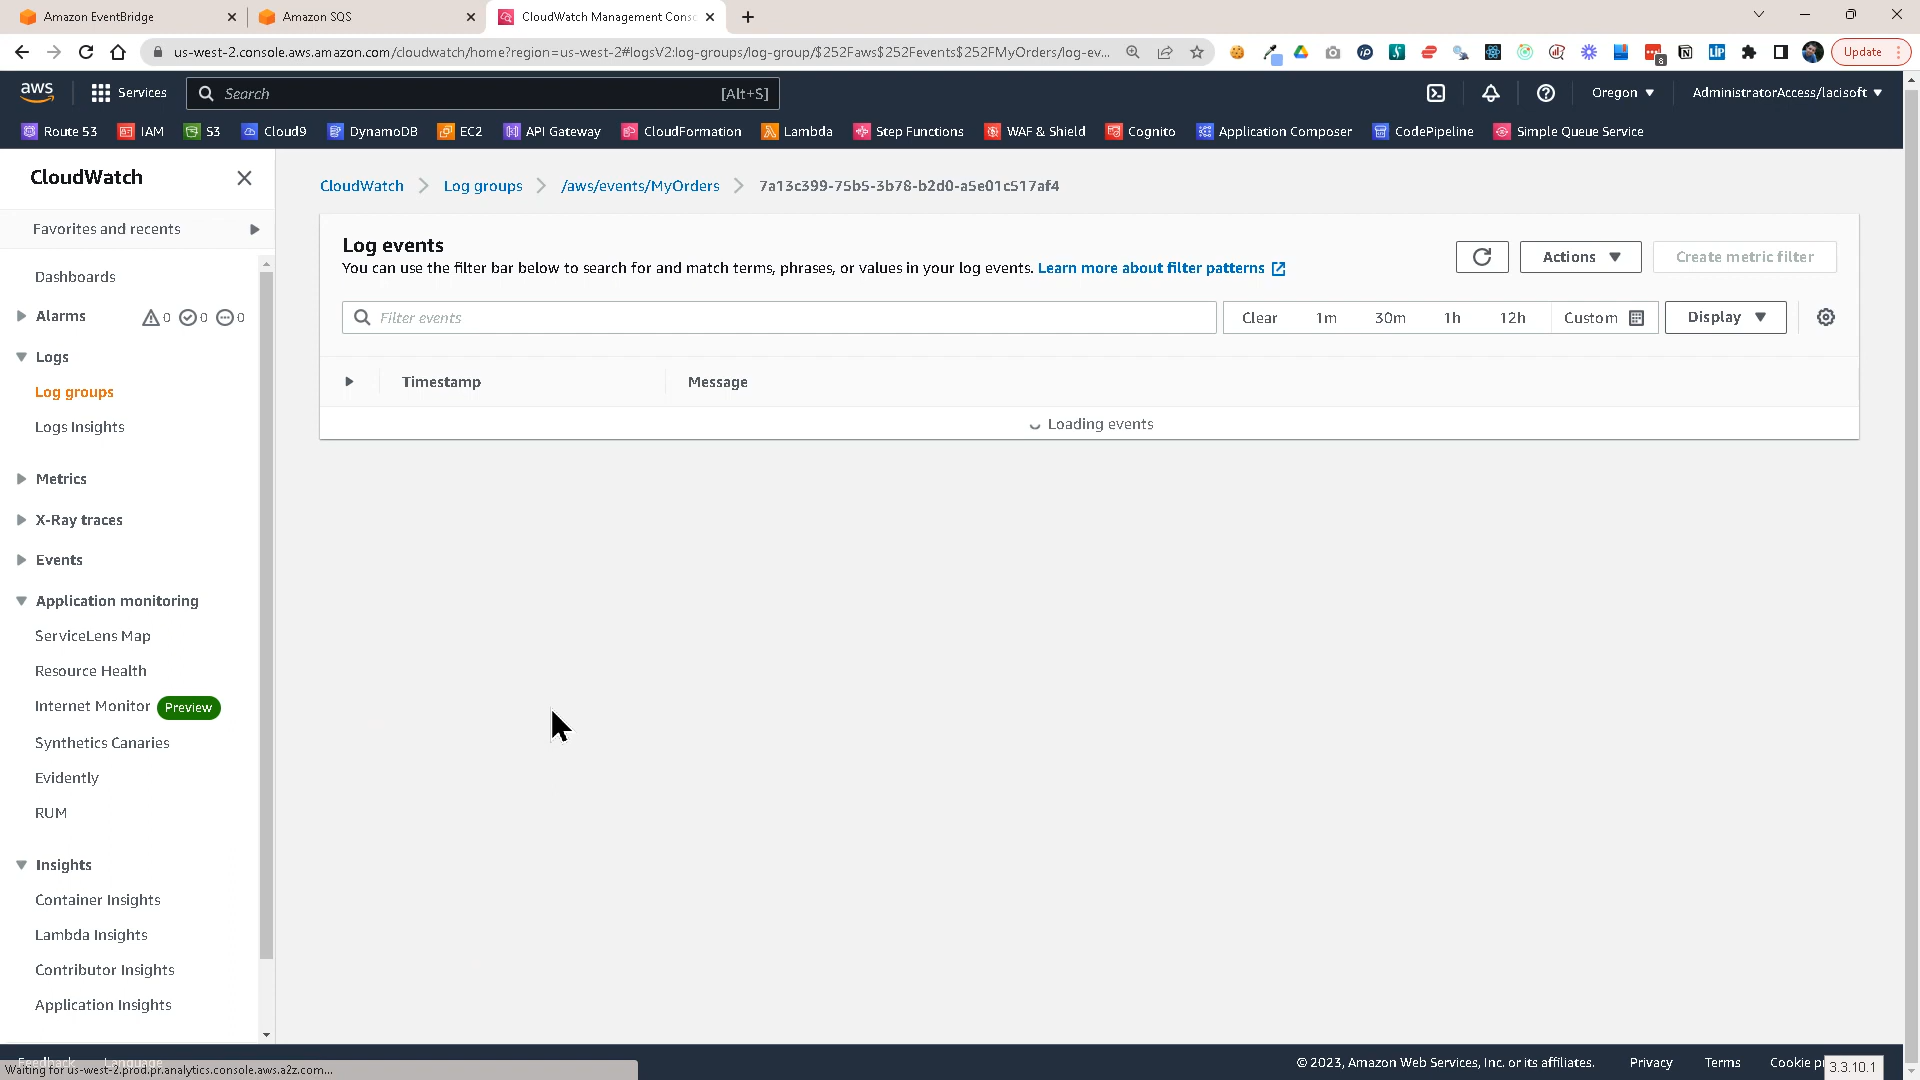 Amazon EventBridge
Amazon SQS
CloudWatch Management Conso
us-west-2.console.aws.amazon.com/cloudwatch/home?region=us-west-2#logsV2:log-groups/log-group/$252Faws$252Fevents$252FMyOrders/log-ev...
8
Update
aws
Services
Search
[Alt+S]
Oregon
AdministratorAccess/lacisoft
Route 53
IAM
S3
Cloud9
DynamoDB
EC2
API Gateway
CloudFormation
Lambda
Step Functions
WAF & Shield
Cognito
Application Composer
CodePipeline
Simple Queue Service
CloudWatch
Favorites and recents
Dashboards
Alarms
0
0
0
Logs
Log groups
Logs Insights
Metrics
X-Ray traces
Events
Application monitoring
ServiceLens Map
Resource Health
Internet Monitor
Preview
Synthetics Canaries
Evidently
RUM
Insights
Container Insights
Lambda Insights
Contributor Insights
Application Insights
CloudWatch
Log groups
/aws/events/MyOrders
7a13c399-75b5-3b78-b2d0-a5e01c517af4
Log events
You can use the filter bar below to search for and match terms, phrases, or values in your log events. Learn more about filter patterns
Actions
Create metric filter
Filter events
Clear
1m
30m
1h
12h
Custom
Display
Timestamp
Message
Loading events
Feedback
Language
Waiting for us-west-2.prod.pr.analytics.console.aws.a2z.com...
© 2023, Amazon Web Services, Inc. or its affiliates.
Privacy
Terms
Cookie
3.3.10.1